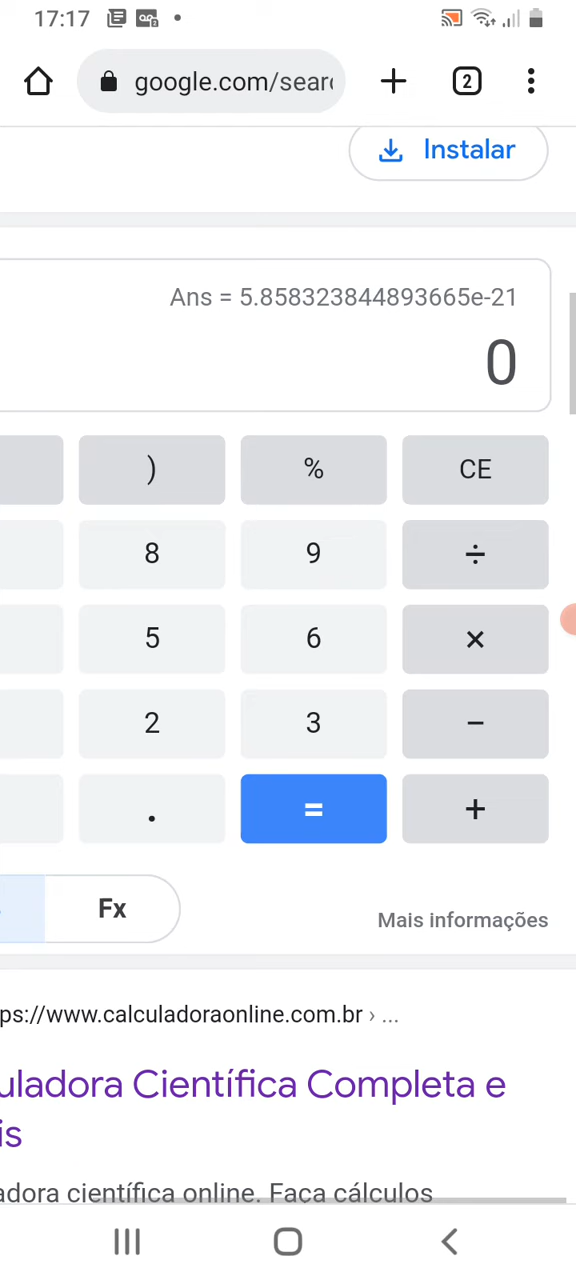 17:17
google.com/sear
2
Instalar
Ans = 5.858323844893665e-21
0
) % CE
8 9 ÷
5 6 ×
2 3 −
. = +
Fx
Mais informações
ps://www.calculadoraonline.com.br › ...
uladora Científica Completa e
is
adora científica online. Faça cálculos